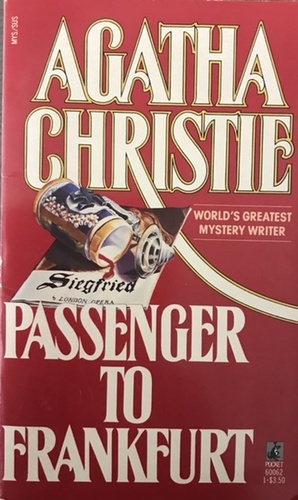 MYS/SUS
AGATHA
CHRISTIE
WORLD'S GREATEST
MYSTERY WRITER
Siegfried
LONDON OPERA
PASSENGER
TO
FRANKFURT
POCKET
60062
I-$3.50